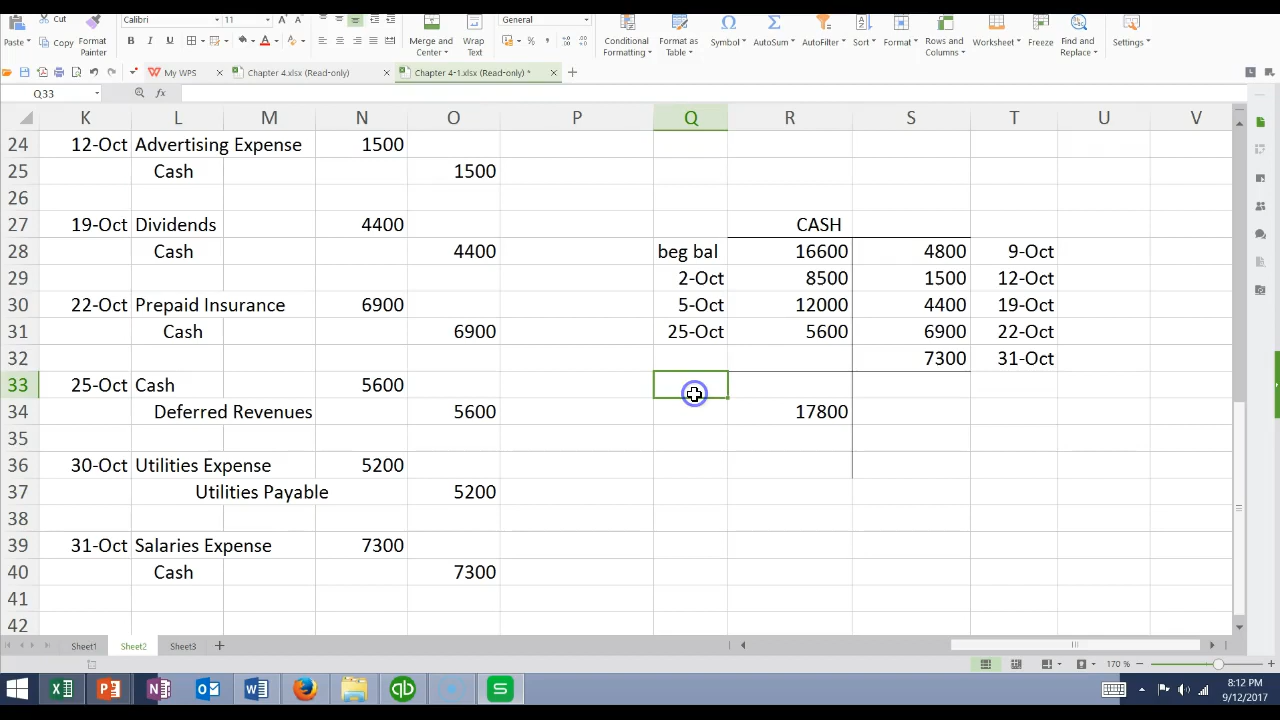 Cut Calibri 11 General
Paste Copy Format Painter B I U Merge and Center Wrap Text % Conditional Formatting Format as Table Symbol AutoSum AutoFilter Sort Format Rows and Columns Worksheet Freeze Find and Replace Settings
My WPS Chapter 4.xlsx (Read-only) Chapter 4-1.xlsx (Read-only) *
Q33 fx
K L M N O P Q R S T U V
24 12-Oct Advertising Expense 1500
25 Cash 1500
26
27 19-Oct Dividends 4400 CASH
28 Cash 4400 beg bal 16600 4800 9-Oct
29 2-Oct 8500 1500 12-Oct
30 22-Oct Prepaid Insurance 6900 5-Oct 12000 4400 19-Oct
31 Cash 6900 25-Oct 5600 6900 22-Oct
32 7300 31-Oct
33 25-Oct Cash 5600
34 Deferred Revenues 5600 17800
35
36 30-Oct Utilities Expense 5200
37 Utilities Payable 5200
38
39 31-Oct Salaries Expense 7300
40 Cash 7300
41
42
Sheet1 Sheet2 Sheet3 +
170 %
8:12 PM
9/12/2017